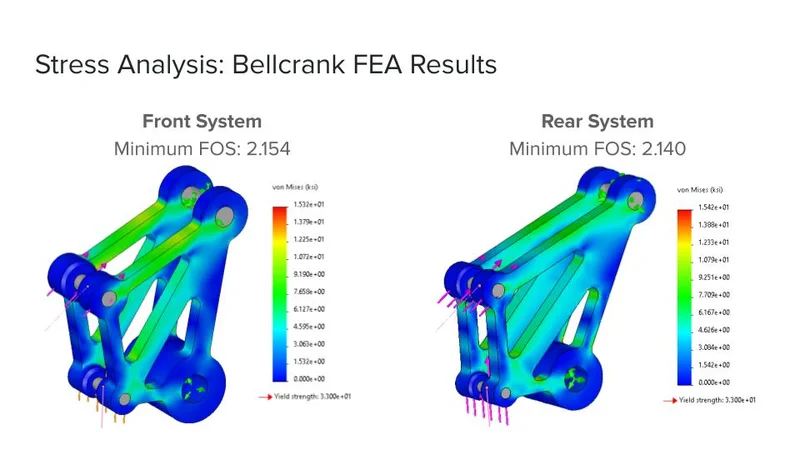 Stress Analysis: Bellcrank FEA Results
Front System
Minimum FOS: 2.154
von Mises (ksi)
1.532e+01
1.379e+01
1.225e+01
1.072e+01
9.190e+00
7.658e+00
6.127e+00
4.595e+00
3.063e+00
1.532e+00
0.000e+00
Yield strength: 3.300e+01
Rear System
Minimum FOS: 2.140
von Mises (ksi)
1.542e+01
1.388e+01
1.233e+01
1.079e+01
9.251e+00
7.709e+00
6.167e+00
4.626e+00
3.084e+00
1.542e+00
0.000e+00
Yield strength: 3.300e+01